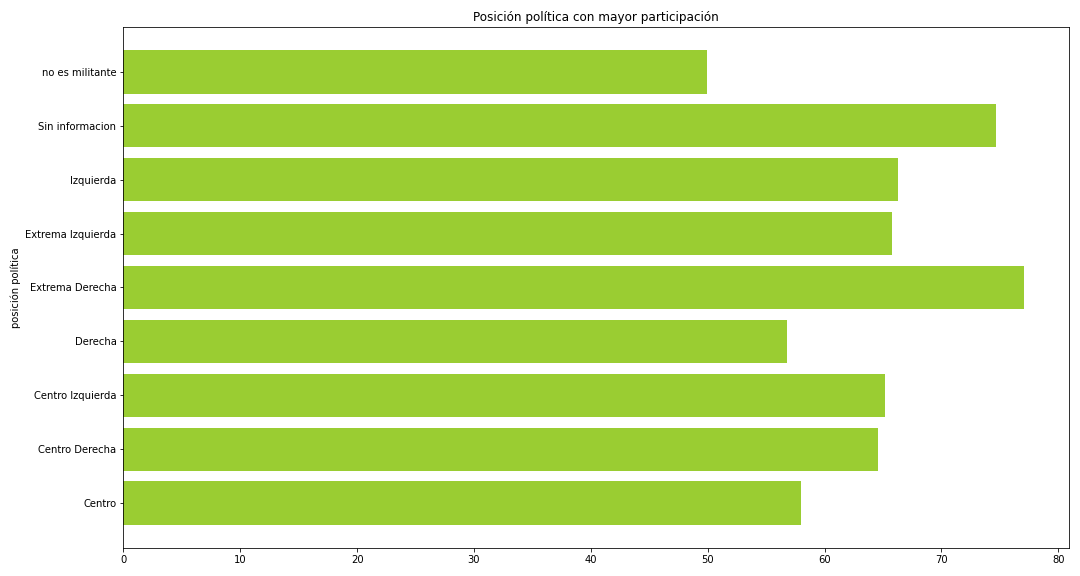 Posición política con mayor participación
no es militante
Sin informacion
Izquierda
Extrema Izquierda
Extrema Derecha
Derecha
Centro Izquierda
Centro Derecha
Centro
posición política
0 10 20 30 40 50 60 70 80